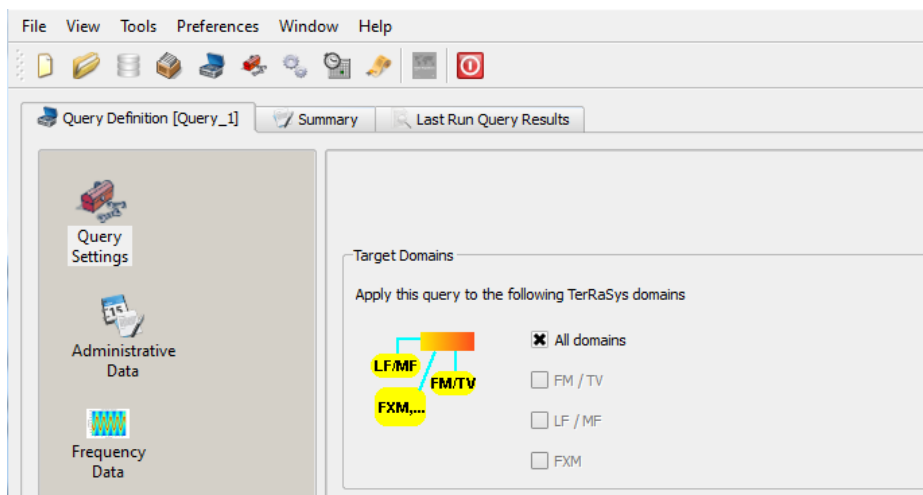 File View Tools Preferences Window Help
Query Definition [Query_1] Summary Last Run Query Results
Query
Settings
Administrative
Data
Frequency
Data
Target Domains
Apply this query to the following TerRaSys domains
LF/MF
FM/TV
FXM,...
All domains
FM / TV
LF / MF
FXM